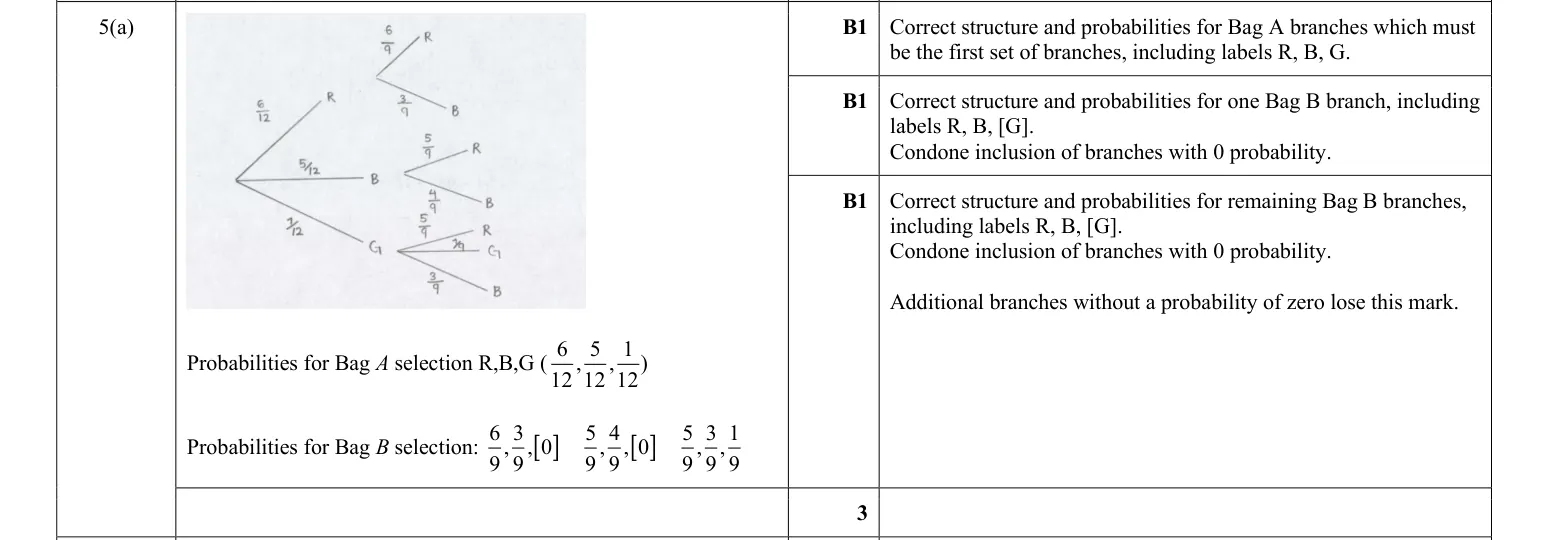 5(a)
6/9 R
3/9 B
6/12 R
5/12 B
1/12 G
5/9 R
4/9 B
5/9 R
1/9 G
3/9 B
Probabilities for Bag A selection R,B,G (6/12, 5/12, 1/12)
Probabilities for Bag B selection: 6/9, 3/9, [0] 5/9, 4/9, [0] 5/9, 3/9, 1/9
B1 Correct structure and probabilities for Bag A branches which must
be the first set of branches, including labels R, B, G.
B1 Correct structure and probabilities for one Bag B branch, including
labels R, B, [G].
Condone inclusion of branches with 0 probability.
B1 Correct structure and probabilities for remaining Bag B branches,
including labels R, B, [G].
Condone inclusion of branches with 0 probability.
Additional branches without a probability of zero lose this mark.
3